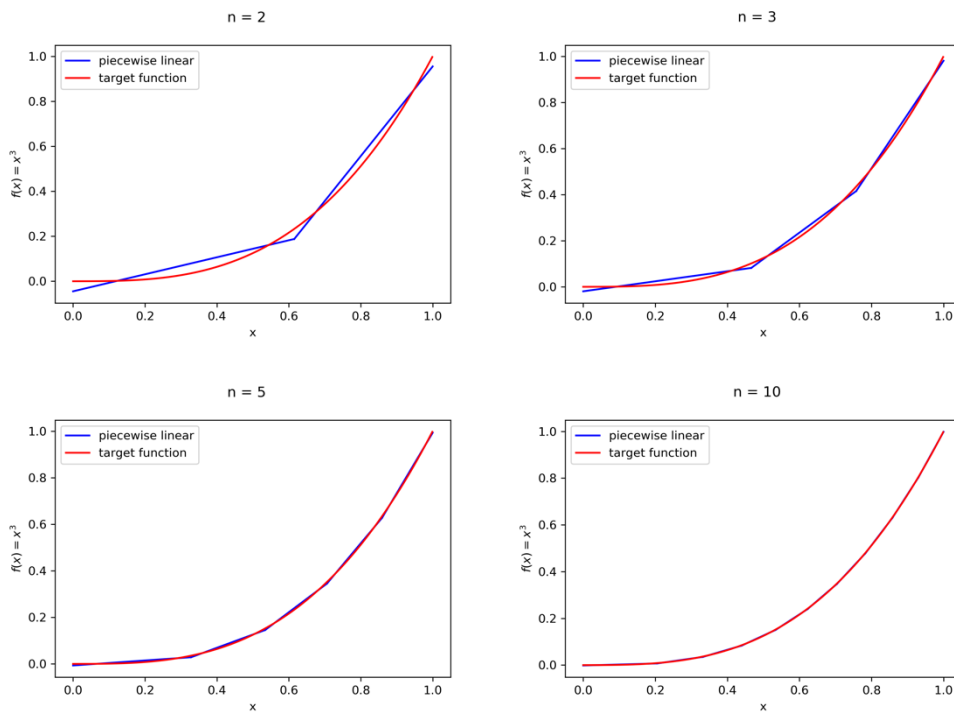 n = 2
1.0
0.8
0.6
0.4
0.2
0.0
f(x) = x³
piecewise linear
target function
0.0 0.2 0.4 0.6 0.8 1.0
x
n = 3
1.0
0.8
0.6
0.4
0.2
0.0
f(x) = x³
piecewise linear
target function
0.0 0.2 0.4 0.6 0.8 1.0
x
n = 5
1.0
0.8
0.6
0.4
0.2
0.0
f(x) = x³
piecewise linear
target function
0.0 0.2 0.4 0.6 0.8 1.0
x
n = 10
1.0
0.8
0.6
0.4
0.2
0.0
f(x) = x³
piecewise linear
target function
0.0 0.2 0.4 0.6 0.8 1.0
x